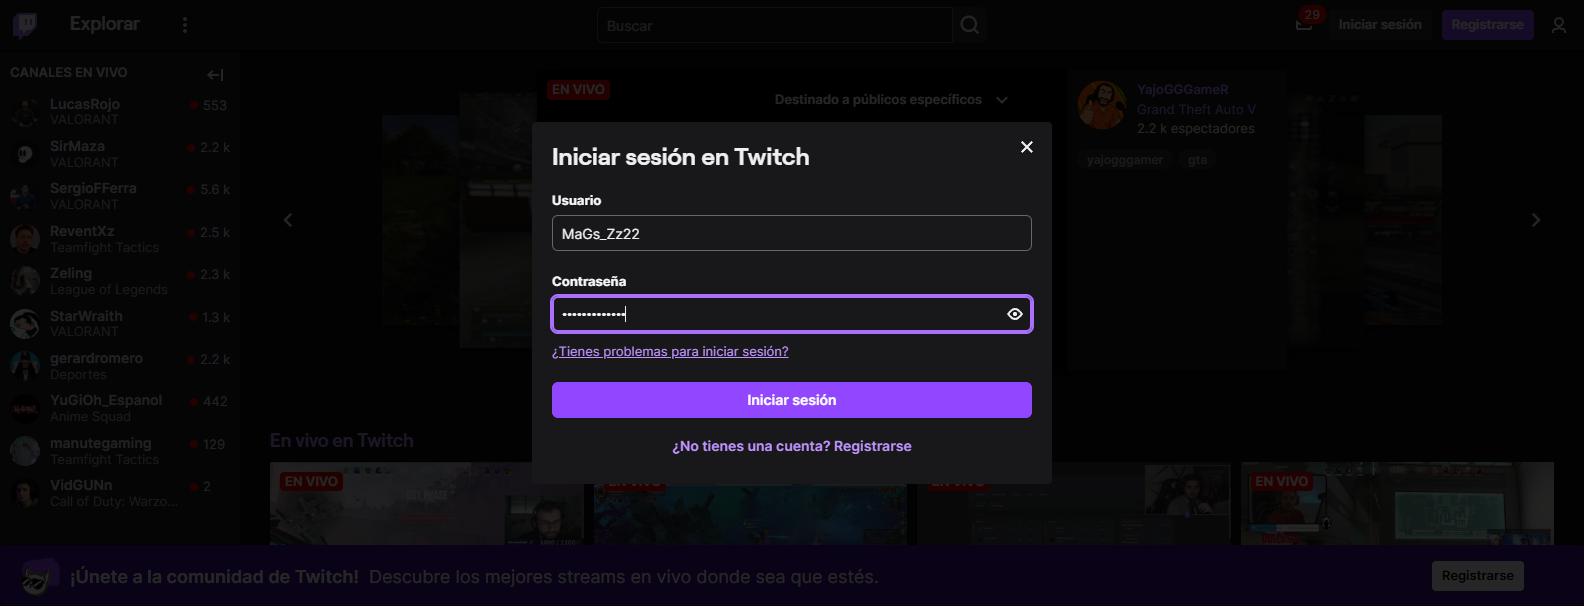 Explorar
Buscar
29
Iniciar sesión
Registrarse
CANALES EN VIVO
LucasRojo 553
VALORANT
SirMaza 2.2 k
VALORANT
SergioFFerra 5.6 k
VALORANT
ReventXz 2.5 k
Teamfight Tactics
Zeling 2.3 k
League of Legends
StarWraith 1.3 k
VALORANT
gerardromero 2.2 k
Deportes
YuGiOh_Espanol 442
Anime Squad
manutegaming 129
Teamfight Tactics
VidGUNn 2
Call of Duty: Warzo...
EN VIVO
Destinado a públicos específicos
YajoGGGameR
Grand Theft Auto V
2.2 k espectadores
yajogggamer gta
Iniciar sesión en Twitch
Usuario
MaGs_Zz22
Contraseña
•••••••••••••
¿Tienes problemas para iniciar sesión?
Iniciar sesión
¿No tienes una cuenta? Registrarse
En vivo en Twitch
EN VIVO
EN VIVO
EN VIVO
EN VIVO
¡Únete a la comunidad de Twitch! Descubre los mejores streams en vivo donde sea que estés.
Registrarse